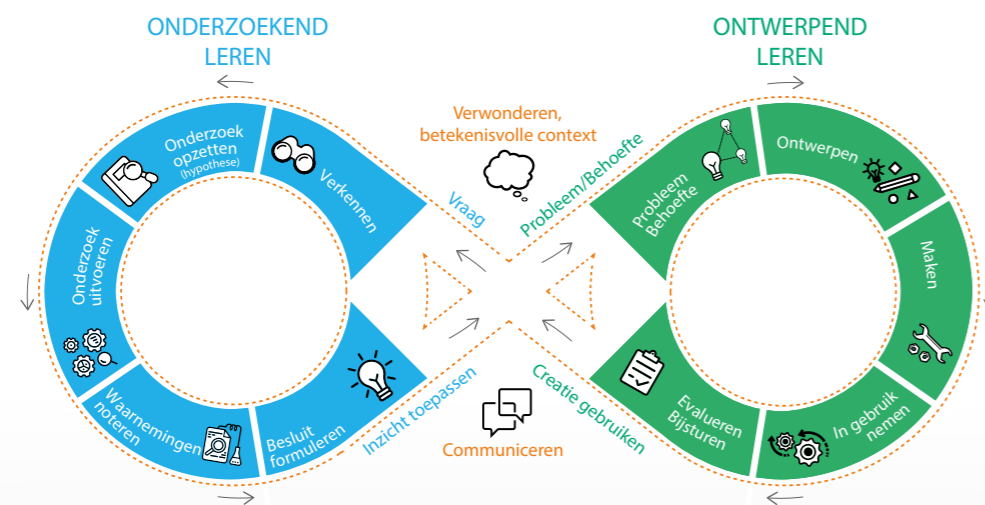 ONDERZOEKEND
LEREN
Verkennen
Onderzoek
opzetten
(hypothese)
Onderzoek
uitvoeren
Waarnemingen
noteren
Besluit
formuleren
Verwonderen,
betekenisvolle context
Vraag
Probleem/Behoefte
Inzicht toepassen
Creatie gebruiken
Communiceren
ONTWERPEND
LEREN
Probleem
Behoefte
Ontwerpen
Maken
In gebruik
nemen
Evalueren
Bijsturen